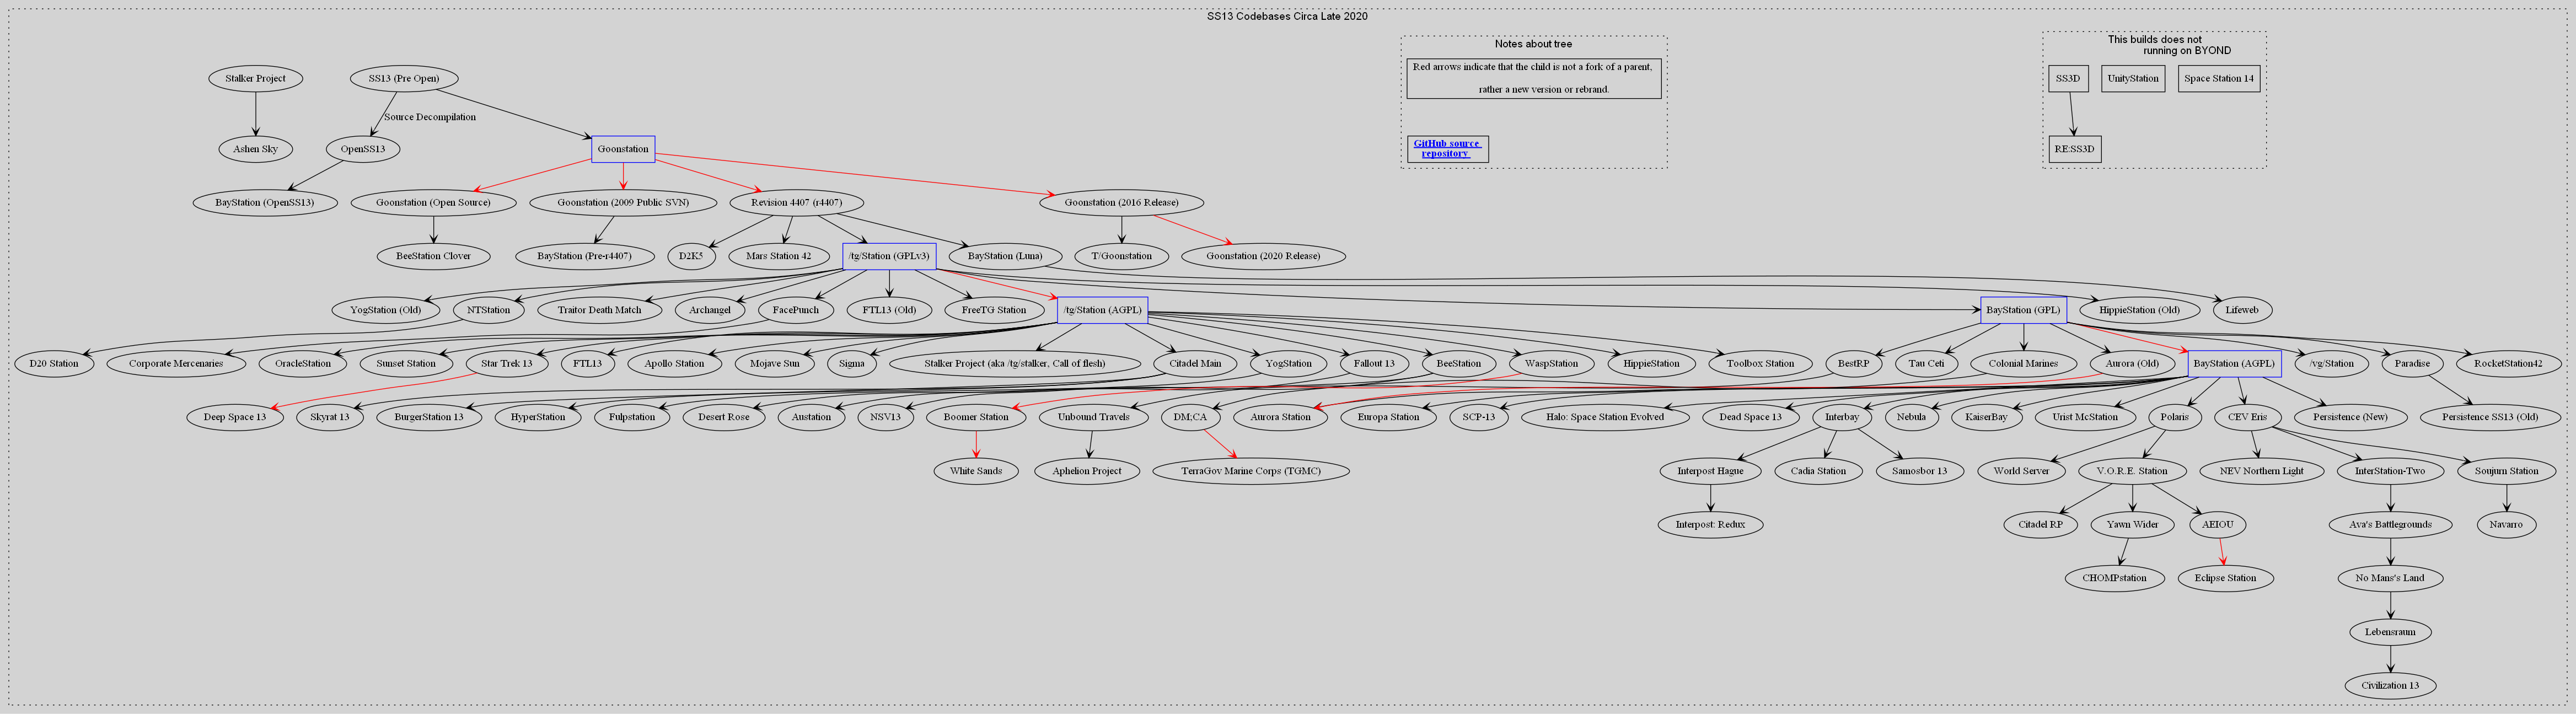 SS13 Codebases Circa Late 2020
Notes about tree
Red arrows indicate that the child is not a fork of a parent,
rather a new version or rebrand.
GitHub source
repository
This builds does not
running on BYOND
SS3D
UnityStation
Space Station 14
RE:SS3D
Stalker Project
SS13 (Pre Open)
Source Decompilation
Ashen Sky
OpenSS13
Goonstation
BayStation (OpenSS13)
Goonstation (Open Source)
Goonstation (2009 Public SVN)
Revision 4407 (r4407)
Goonstation (2016 Release)
BeeStation Clover
BayStation (Pre-r4407)
D2K5
Mars Station 42
/tg/Station (GPLv3)
BayStation (Luna)
T/Goonstation
Goonstation (2020 Release)
YogStation (Old)
NTStation
Traitor Death Match
Archangel
FacePunch
FTL13 (Old)
FreeTG Station
/tg/Station (AGPL)
BayStation (GPL)
HippieStation (Old)
Lifeweb
D20 Station
Corporate Mercenaries
OracleStation
Sunset Station
Star Trek 13
FTL13
Apollo Station
Mojave Sun
Sigma
Stalker Project (aka /tg/stalker, Call of flesh)
Citadel Main
YogStation
Fallout 13
BeeStation
WaspStation
HippieStation
Toolbox Station
BestRP
Tau Ceti
Colonial Marines
Aurora (Old)
BayStation (AGPL)
/vg/Station
Paradise
RocketStation42
Deep Space 13
Skyrat 13
BurgerStation 13
HyperStation
Fulpstation
Desert Rose
Austation
NSV13
Boomer Station
Unbound Travels
DM;CA
Aurora Station
Europa Station
SCP-13
Halo: Space Station Evolved
Dead Space 13
Interbay
Nebula
KaiserBay
Urist McStation
Polaris
CEV Eris
Persistence (New)
Persistence SS13 (Old)
White Sands
Aphelion Project
TerraGov Marine Corps (TGMC)
Interpost Hague
Cadia Station
Samosbor 13
World Server
V.O.R.E. Station
NEV Northern Light
InterStation-Two
Soujurn Station
Interpost: Redux
Citadel RP
Yawn Wider
AEIOU
Ava's Battlegrounds
Navarro
CHOMPstation
Eclipse Station
No Mans's Land
Lebensraum
Civilization 13